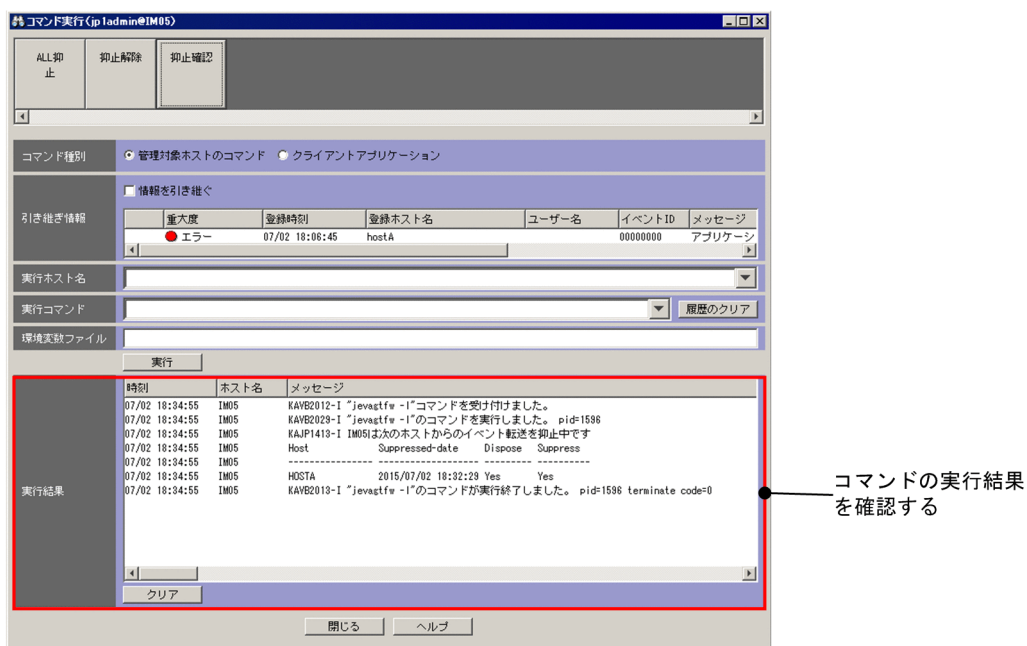 コマンド実行(jp1admin@IM05)
ALL抑止 抑止解除 抑止確認
コマンド種別 管理対象ホストのコマンド クライアントアプリケーション
情報を引き継ぐ
引き継ぎ情報
重大度 登録時刻 登録ホスト名 ユーザー名 イベントID メッセージ
エラー 07/02 18:06:45 hostA 00000000 アプリケーシ
実行ホスト名
実行コマンド 履歴のクリア
環境変数ファイル
実行
時刻 ホスト名 メッセージ
07/02 18:34:55 IM05 KAVB2012-I "jevagtfw -l"コマンドを受け付けました。
07/02 18:34:55 IM05 KAVB2029-I "jevagtfw -l"のコマンドを実行しました。 pid=1596
07/02 18:34:55 IM05 KAJP1413-I IM05は次のホストからのイベント転送を抑止中です
07/02 18:34:55 IM05 Host Suppressed-date Dispose Suppress
07/02 18:34:55 IM05 ---------------- ------------------- --------- ----------
07/02 18:34:55 IM05 HOSTA 2015/07/02 18:32:29 Yes Yes
07/02 18:34:55 IM05 KAVB2013-I "jevagtfw -l"のコマンドが実行終了しました。 pid=1596 terminate code=0
実行結果
クリア
閉じる ヘルプ
コマンドの実行結果
を確認する